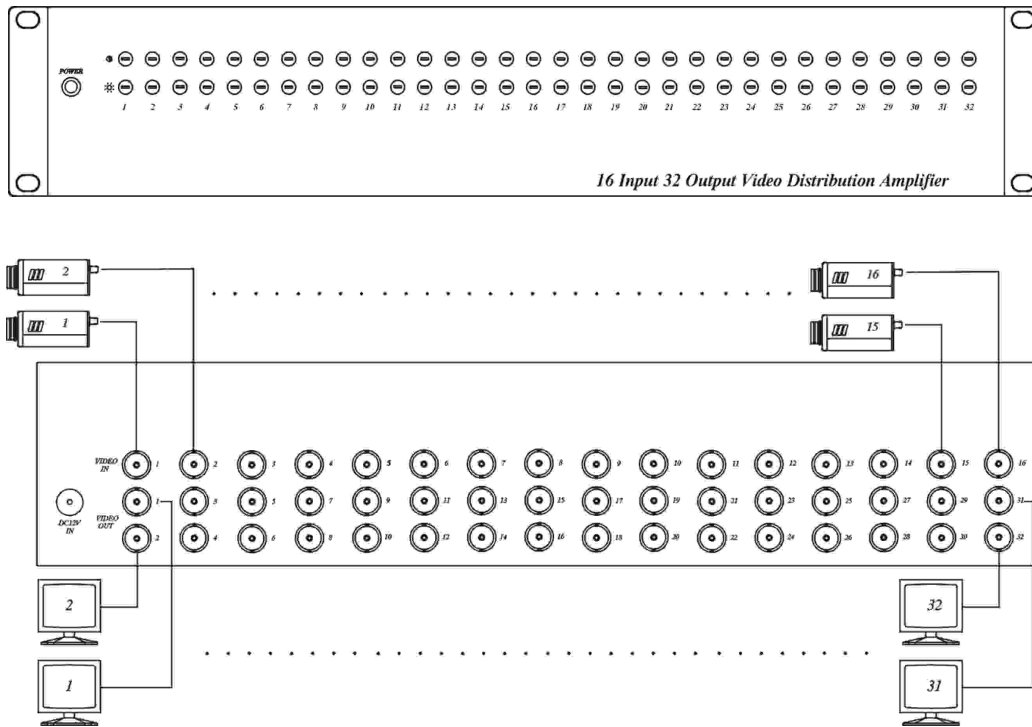 POWER
1 2 3 4 5 6 7 8 9 10 11 12 13 14 15 16 17 18 19 20 21 22 23 24 25 26 27 28 29 30 31 32
16 Input 32 Output Video Distribution Amplifier
2
16
1
15
VIDEO
IN
1 2 3 4 5 6 7 8 9 10 11 12 13 14 15 16
DC12V
IN
VIDEO
OUT
1 3 5 7 9 11 13 15 17 19 21 23 25 27 29 31
2 4 6 8 10 12 14 16 18 20 22 24 26 28 30 32
2
32
1
31